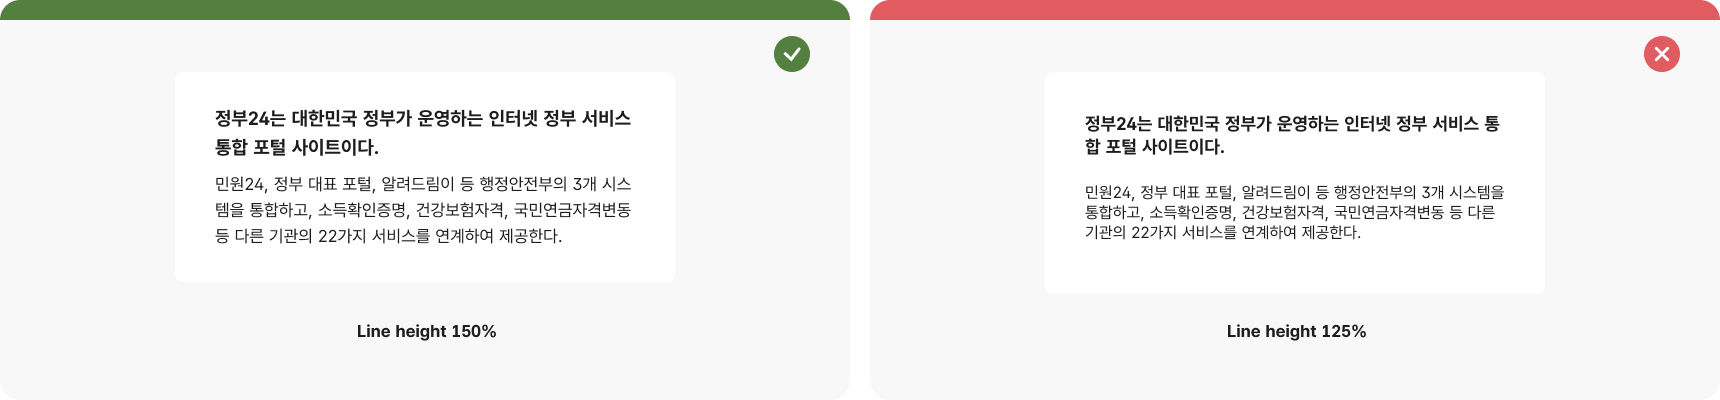 정부24는 대한민국 정부가 운영하는 인터넷 정부 서비스
통합 포털 사이트이다.
민원24, 정부 대표 포털, 알려드림이 등 행정안전부의 3개 시스
템을 통합하고, 소득확인증명, 건강보험자격, 국민연금자격변동
등 다른 기관의 22가지 서비스를 연계하여 제공한다.
Line height 150%
정부24는 대한민국 정부가 운영하는 인터넷 정부 서비스 통
합 포털 사이트이다.
민원24, 정부 대표 포털, 알려드림이 등 행정안전부의 3개 시스템을
통합하고, 소득확인증명, 건강보험자격, 국민연금자격변동 등 다른
기관의 22가지 서비스를 연계하여 제공한다.
Line height 125%